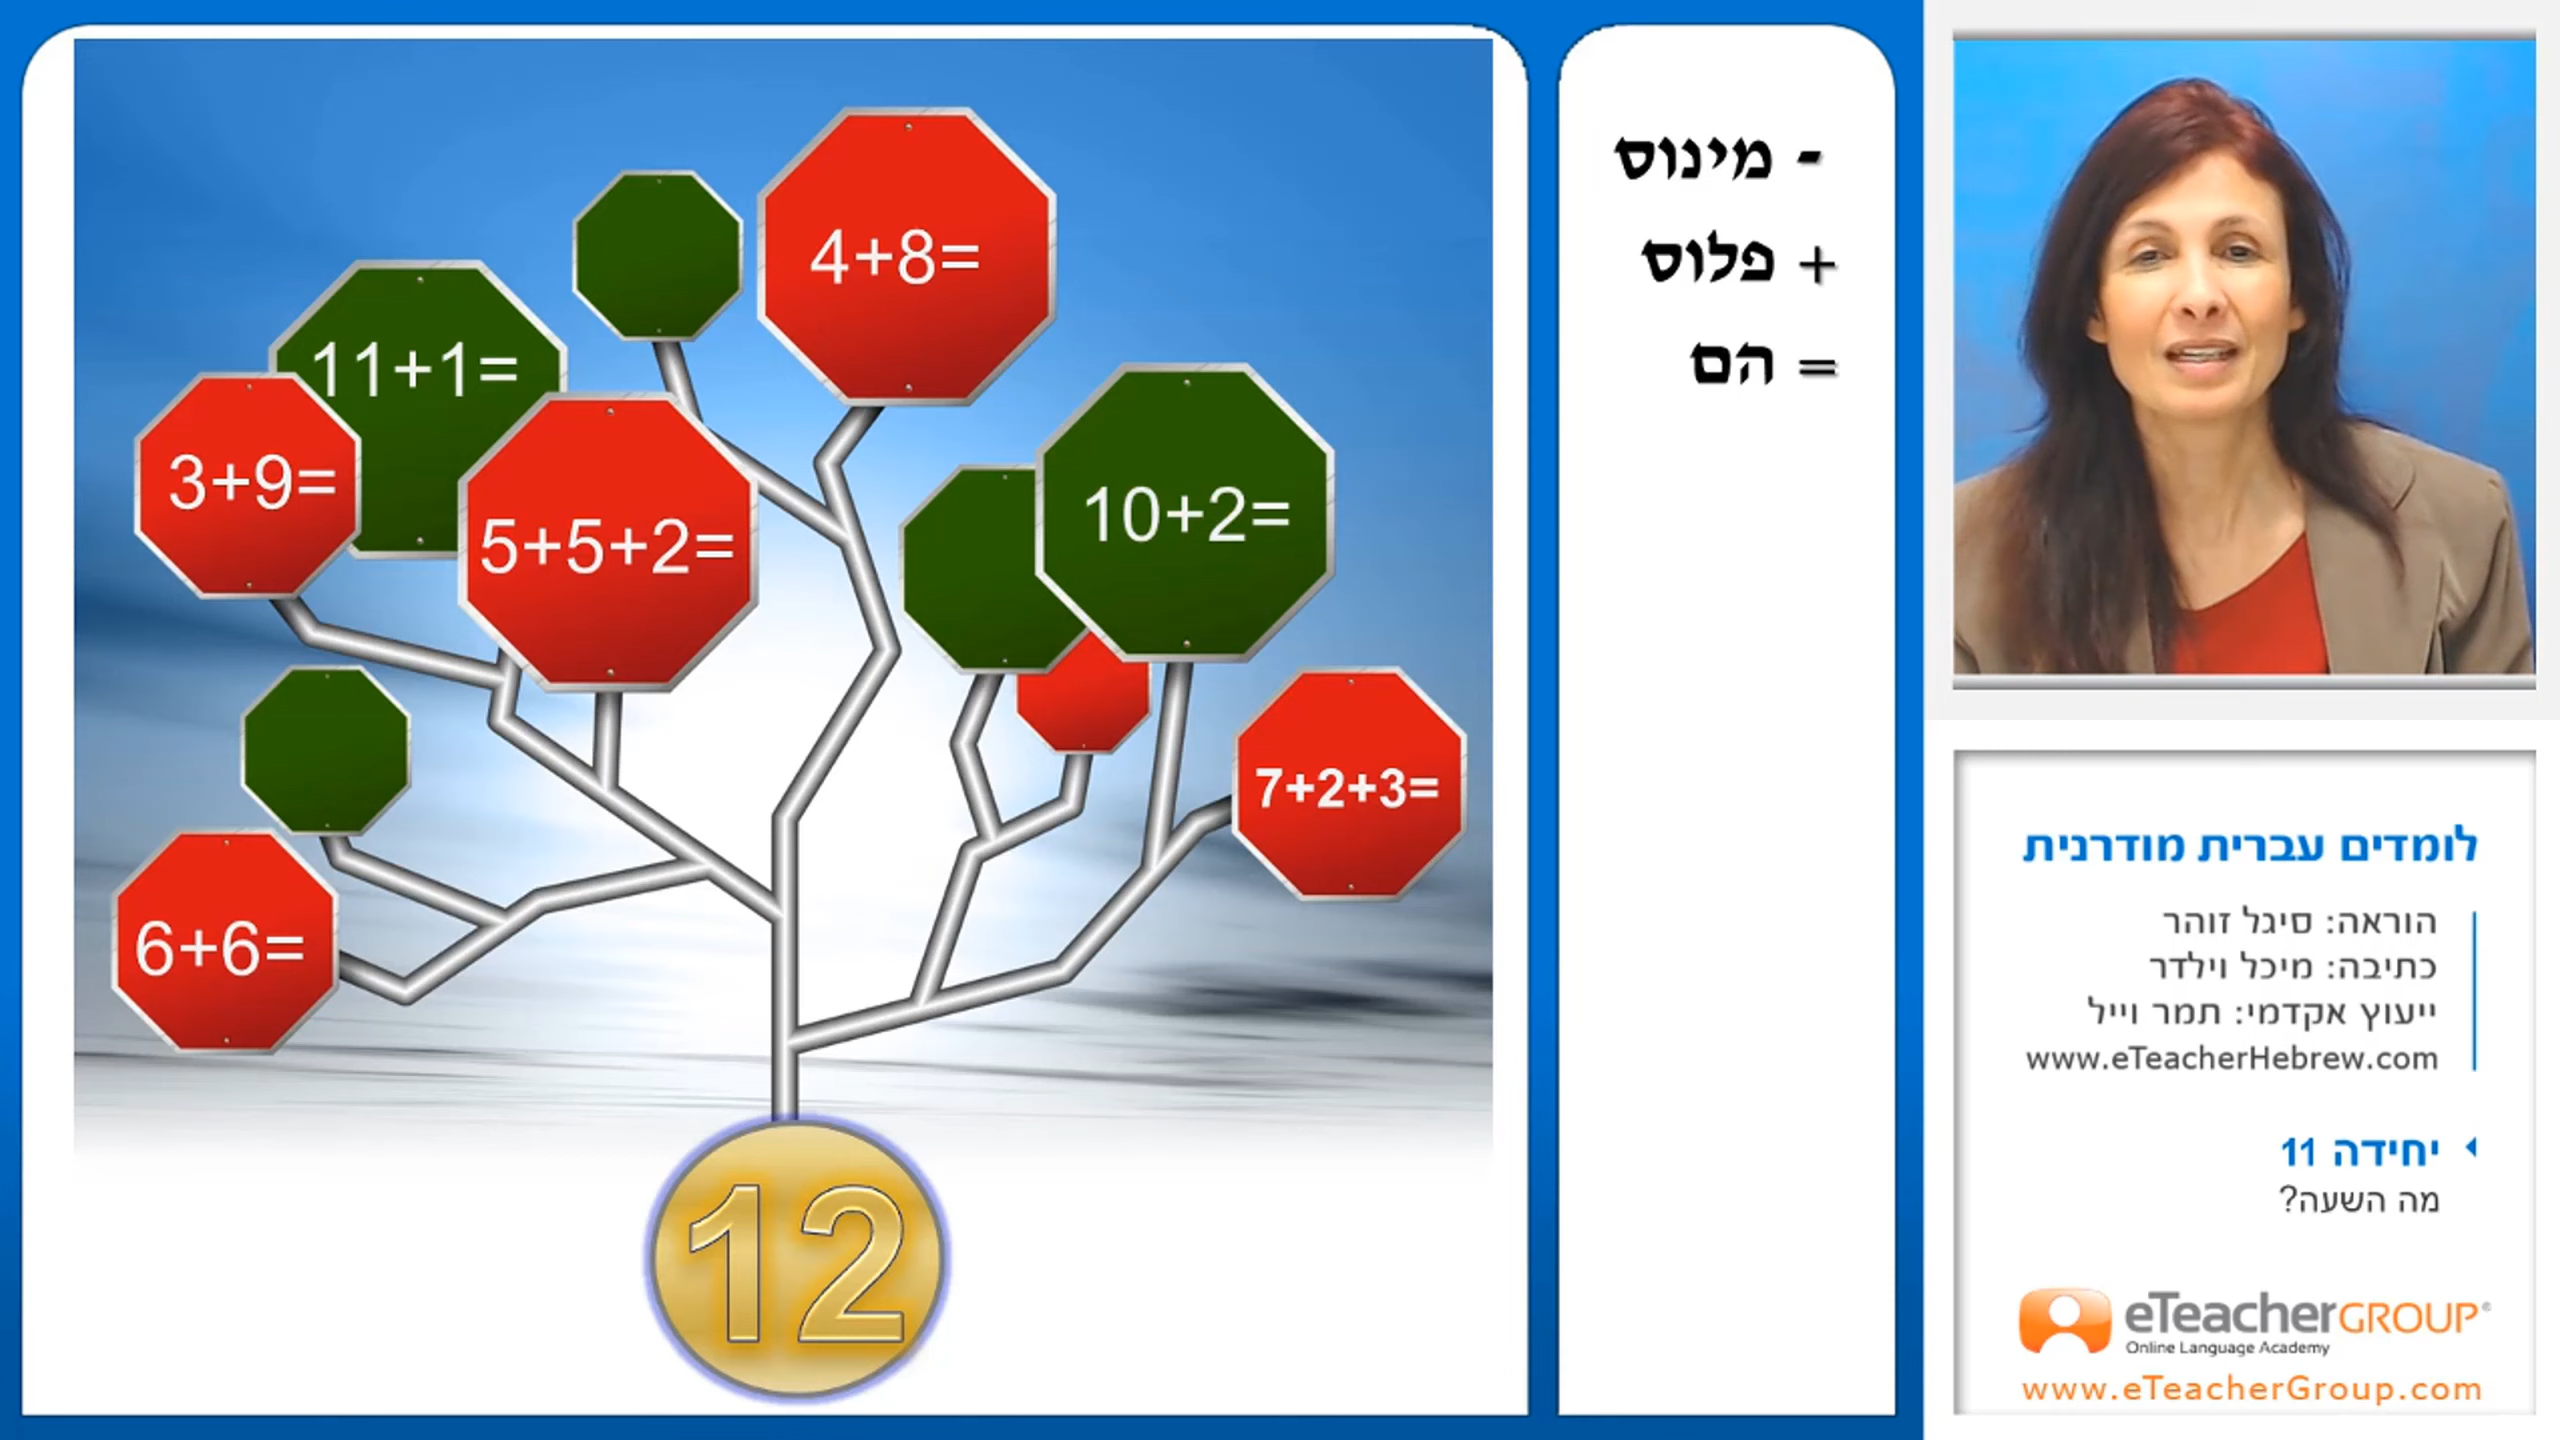 4+8=
11+1=
3+9=
5+5+2=
10+2=
7+2+3=
6+6=
12
- מינוס
+ פלוס
= הם
לומדים עברית מודרנית
הוראה: סיגל זוהר
כתיבה: מיכל וילדר
ייעוץ אקדמי: תמר וייל
www.eTeacherHebrew.com
יחידה 11
מה השעה?
eTeacherGROUP®
Online Language Academy
www.eTeacherGroup.com